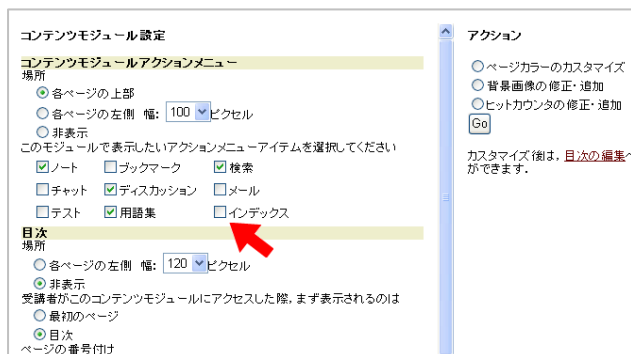 コンテンツモジュール設定
コンテンツモジュールアクションメニュー
場所
各ページの上部
各ページの左側 幅: 100 ピクセル
非表示
このモジュールで表示したいアクションメニューアイテムを選択してください
ノート ブックマーク 検索
チャット ディスカッション メール
テスト 用語集 インデックス
目次
場所
各ページの左側 幅: 120 ピクセル
非表示
受講者がこのコンテンツモジュールにアクセスした際，まず表示されるのは
最初のページ
目次
ページの番号付け
アクション
ページカラーのカスタマイズ
背景画像の修正・追加
ヒットカウンタの修正・追加
Go
カスタマイズ後は，目次の編集へ
ができます．